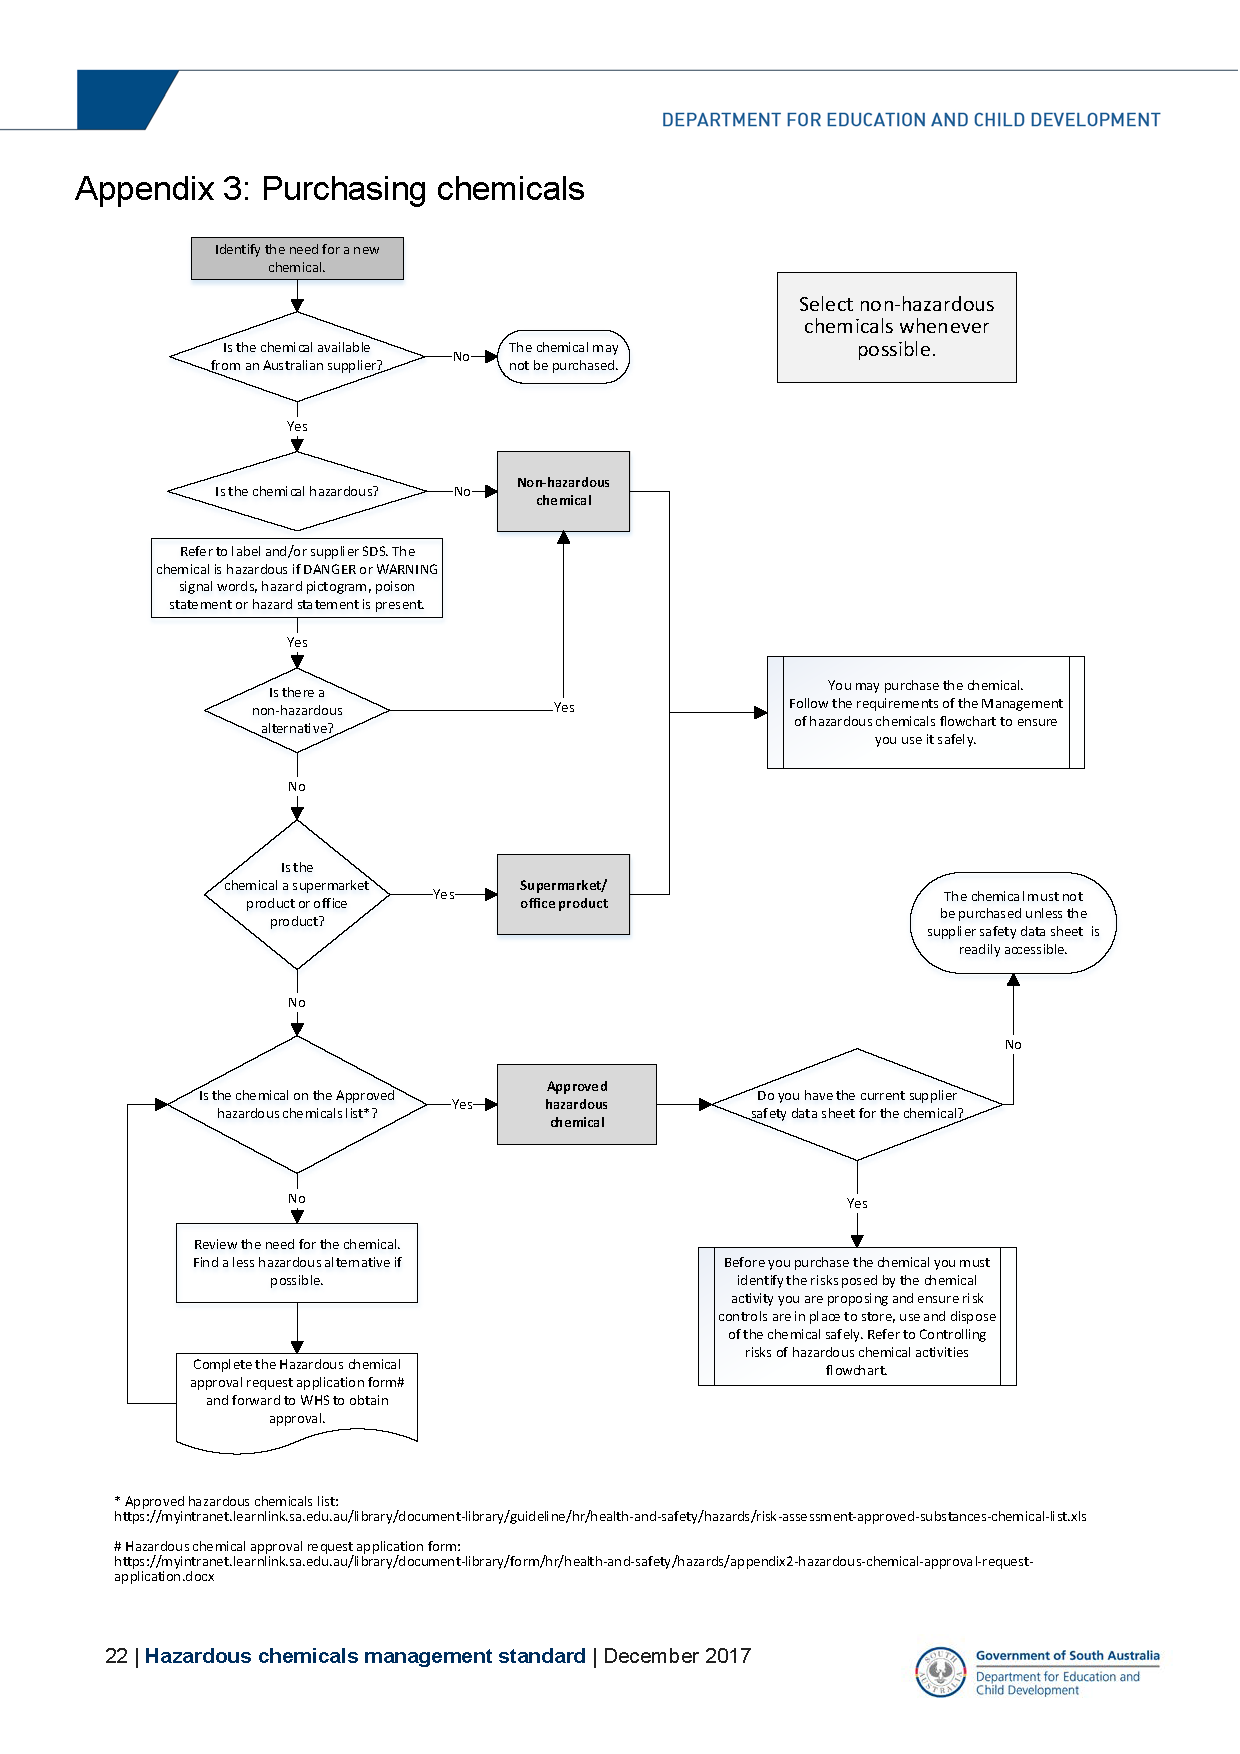 DEPARTMENT FOR EDUCATION AND CHILD DEVELOPMENT
Appendix 3: Purchasing chemicals
Identify the need for a new
chemical.
Select non-hazardous
chemicals whenever
possible.
Is the chemical available
from an Australian supplier?
No
The chemical may
not be purchased.
Yes
Is the chemical hazardous?
No
Non-hazardous
chemical
Refer to label and/or supplier SDS. The
chemical is hazardous if DANGER or WARNING
signal words, hazard pictogram, poison
statement or hazard statement is present.
Yes
Is there a
non-hazardous
alternative?
Yes
You may purchase the chemical.
Follow the requirements of the Management
of hazardous chemicals flowchart to ensure
you use it safely.
No
Is the
chemical a supermarket
product or office
product?
Yes
Supermarket/
office product
The chemical must not
be purchased unless the
supplier safety data sheet is
readily accessible.
No
No
Is the chemical on the Approved
hazardous chemicals list*?
Yes
Approved
hazardous
chemical
Do you have the current supplier
safety data sheet for the chemical?
No
Yes
Review the need for the chemical.
Find a less hazardous alternative if
possible.
Before you purchase the chemical you must
identify the risks posed by the chemical
activity you are proposing and ensure risk
controls are in place to store, use and dispose
of the chemical safely. Refer to Controlling
risks of hazardous chemical activities
flowchart.
Complete the Hazardous chemical
approval request application form#
and forward to WHS to obtain
approval.
* Approved hazardous chemicals list:
https://myintranet.learnlink.sa.edu.au/library/document-library/guideline/hr/health-and-safety/hazards/risk-assessment-approved-substances-chemical-list.xls
# Hazardous chemical approval request application form:
https://myintranet.learnlink.sa.edu.au/library/document-library/form/hr/health-and-safety/hazards/appendix2-hazardous-chemical-approval-request-
application.docx
22 | Hazardous chemicals management standard | December 2017
SOUTH AUSTRALIA
Government of South Australia
Department for Education and
Child Development